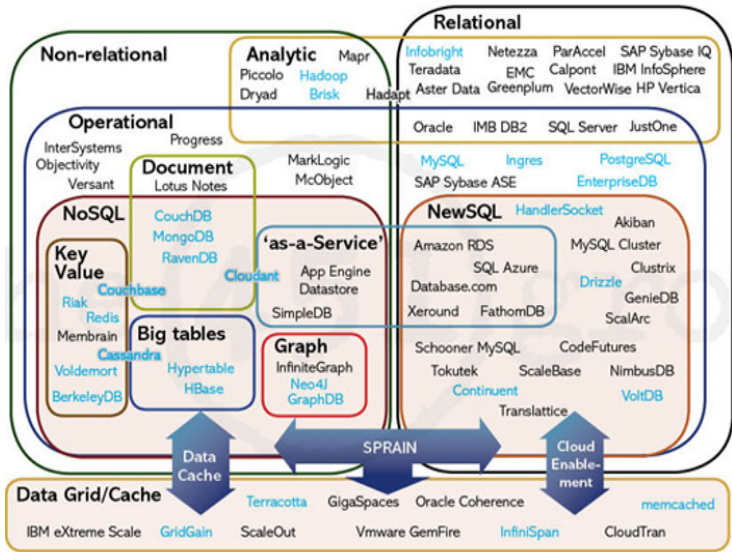 Relational
Non-relational
Analytic Mapr
Piccolo Hadoop
Dryad Brisk Hadapt
Infobright Netezza ParAccel SAP Sybase IQ
Teradata EMC Calpont IBM InfoSphere
Aster Data Greenplum VectorWise HP Vertica
Operational
Oracle IMB DB2 SQL Server JustOne
InterSystems Progress
Objectivity
Versant
Document
Lotus Notes
MarkLogic
McObject
MySQL Ingres PostgreSQL
SAP Sybase ASE EnterpriseDB
NoSQL
CouchDB
MongoDB
RavenDB
Key
Value
Couchbase
Riak
Redis
Membrain
Cassandra
Voldemort
BerkeleyDB
Cloudant
'as-a-Service'
App Engine
Datastore
SimpleDB
Big tables
Hypertable
HBase
Graph
InfiniteGraph
Neo4J
GraphDB
NewSQL HandlerSocket
Akiban
Amazon RDS MySQL Cluster
SQL Azure Clustrix
Database.com Drizzle
GenieDB
Xeround FathomDB ScalArc
Schooner MySQL CodeFutures
Tokutek ScaleBase NimbusDB
Continuent VoltDB
Translattice
Data
Cache
SPRAIN
Cloud
Enable-
ment
Data Grid/Cache
Terracotta GigaSpaces Oracle Coherence memcached
IBM eXtreme Scale GridGain ScaleOut Vmware GemFire InfiniSpan CloudTran